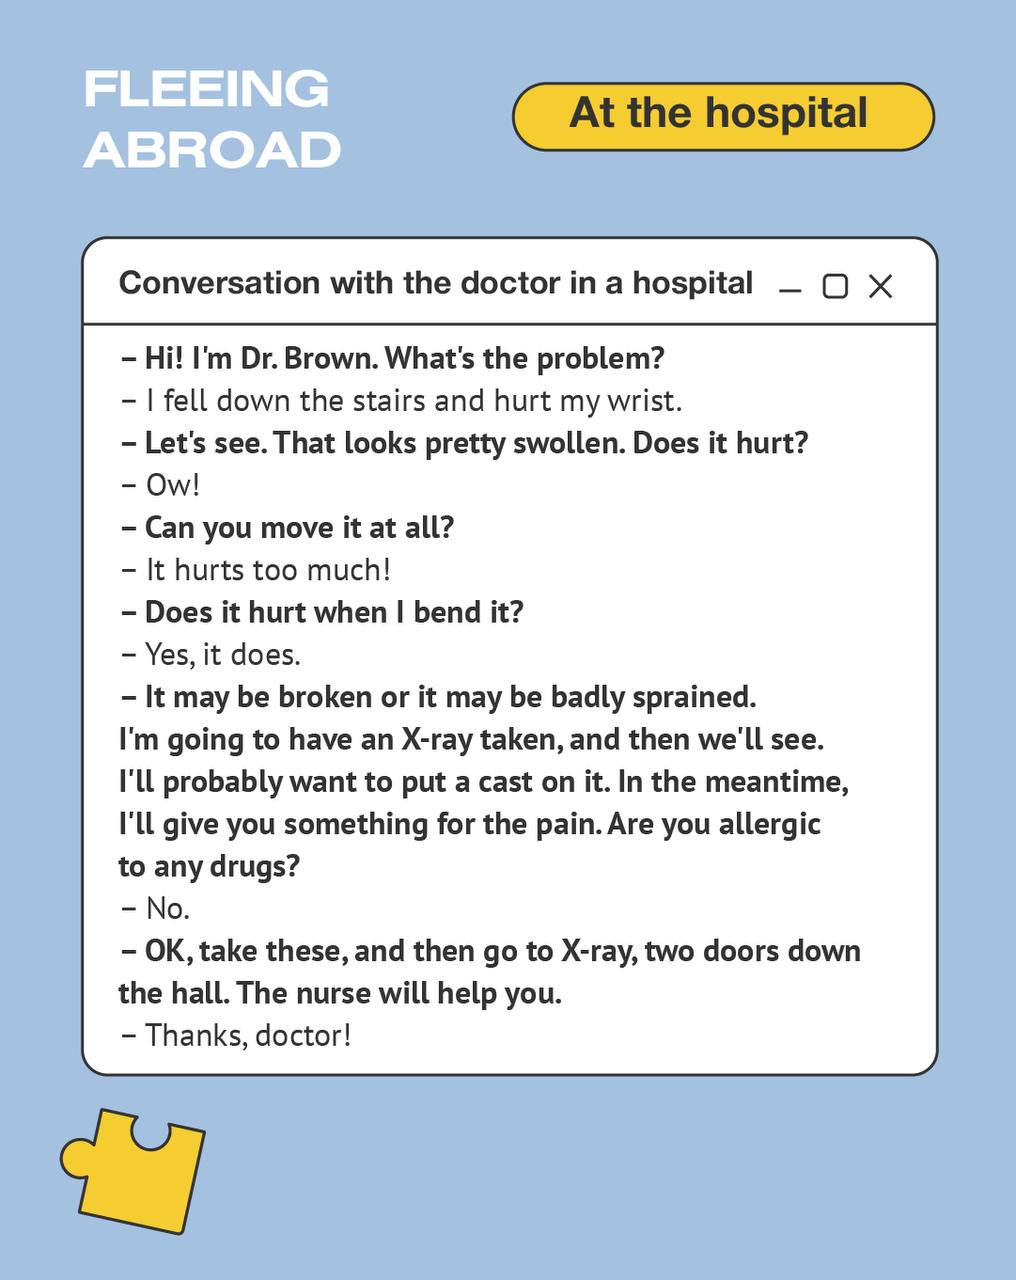 FLEEING
ABROAD
At the hospital
Conversation with the doctor in a hospital
– Hi! I'm Dr. Brown. What's the problem?
– I fell down the stairs and hurt my wrist.
– Let's see. That looks pretty swollen. Does it hurt?
– Ow!
– Can you move it at all?
– It hurts too much!
– Does it hurt when I bend it?
– Yes, it does.
– It may be broken or it may be badly sprained.
I'm going to have an X-ray taken, and then we'll see.
I'll probably want to put a cast on it. In the meantime,
I'll give you something for the pain. Are you allergic
to any drugs?
– No.
– OK, take these, and then go to X-ray, two doors down
the hall. The nurse will help you.
– Thanks, doctor!